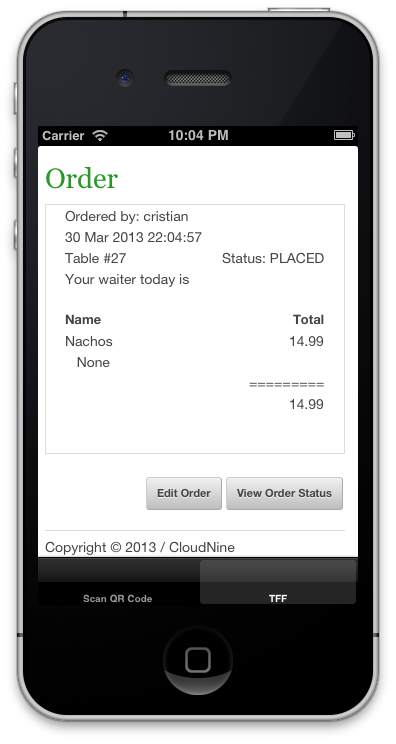 Carrier 10:04 PM
Order
Ordered by: cristian
30 Mar 2013 22:04:57
Table #27 Status: PLACED
Your waiter today is
Name Total
Nachos 14.99
None
=========
14.99
Edit Order View Order Status
Copyright © 2013 / CloudNine
Scan QR Code TFF